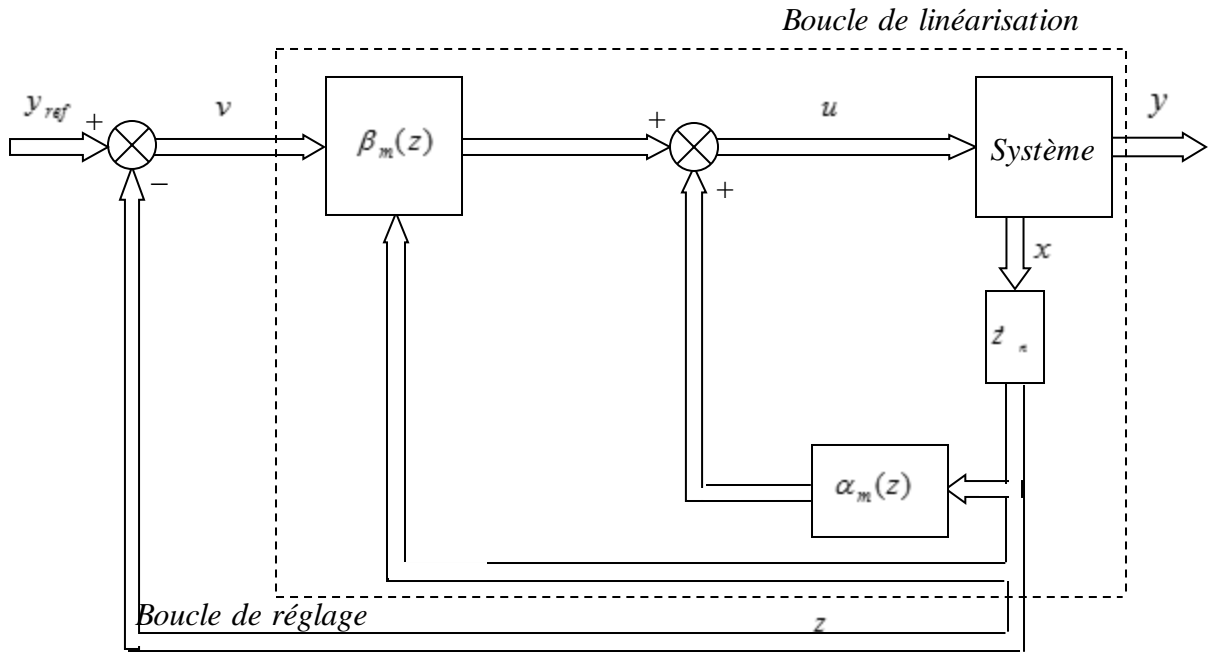 Boucle de linéarisation
y_ref + v + u y
β_m(z)
Système
−
+
x
α_m(z)
Boucle de réglage
z